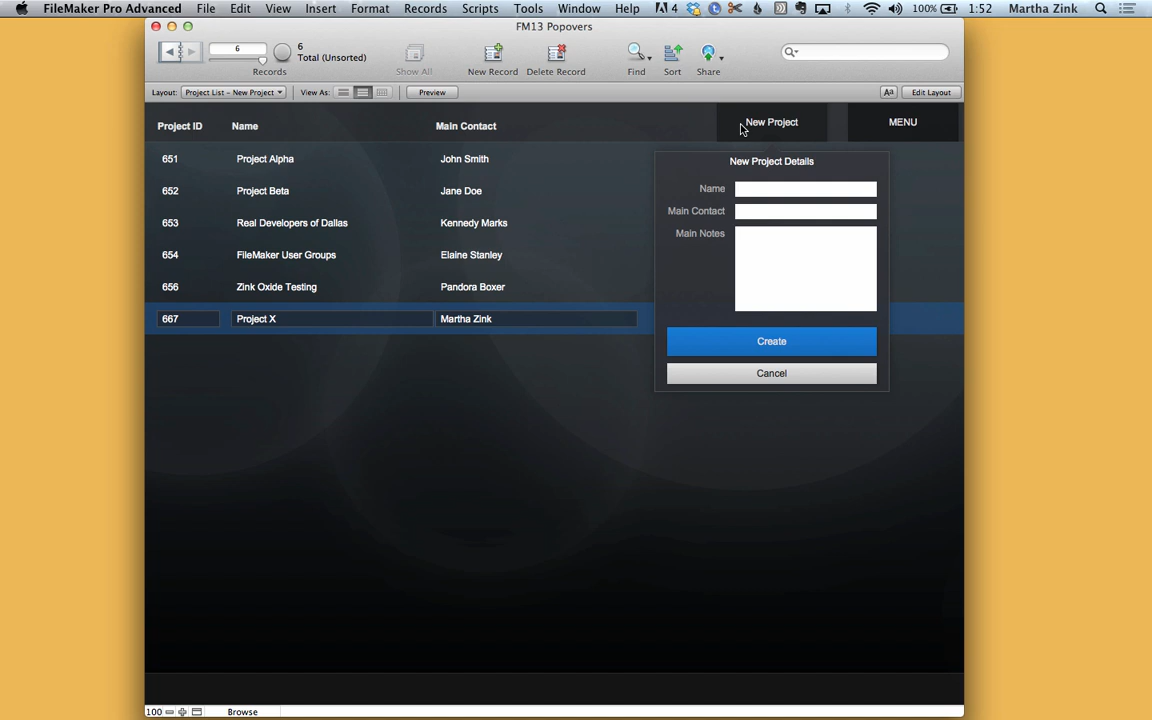 FileMaker Pro Advanced File Edit View Insert Format Records Scripts Tools Window Help 4 100% 1:52 Martha Zink
FM13 Popovers
6 6 Total (Unsorted)
Records Show All New Record Delete Record Find Sort Share
Layout: Project List - New Project View As: Preview Aa Edit Layout
Project ID Name Main Contact New Project MENU
651 Project Alpha John Smith
652 Project Beta Jane Doe
653 Real Developers of Dallas Kennedy Marks
654 FileMaker User Groups Elaine Stanley
656 Zink Oxide Testing Pandora Boxer
667 Project X Martha Zink
New Project Details
Name
Main Contact
Main Notes
Create
Cancel
100 Browse